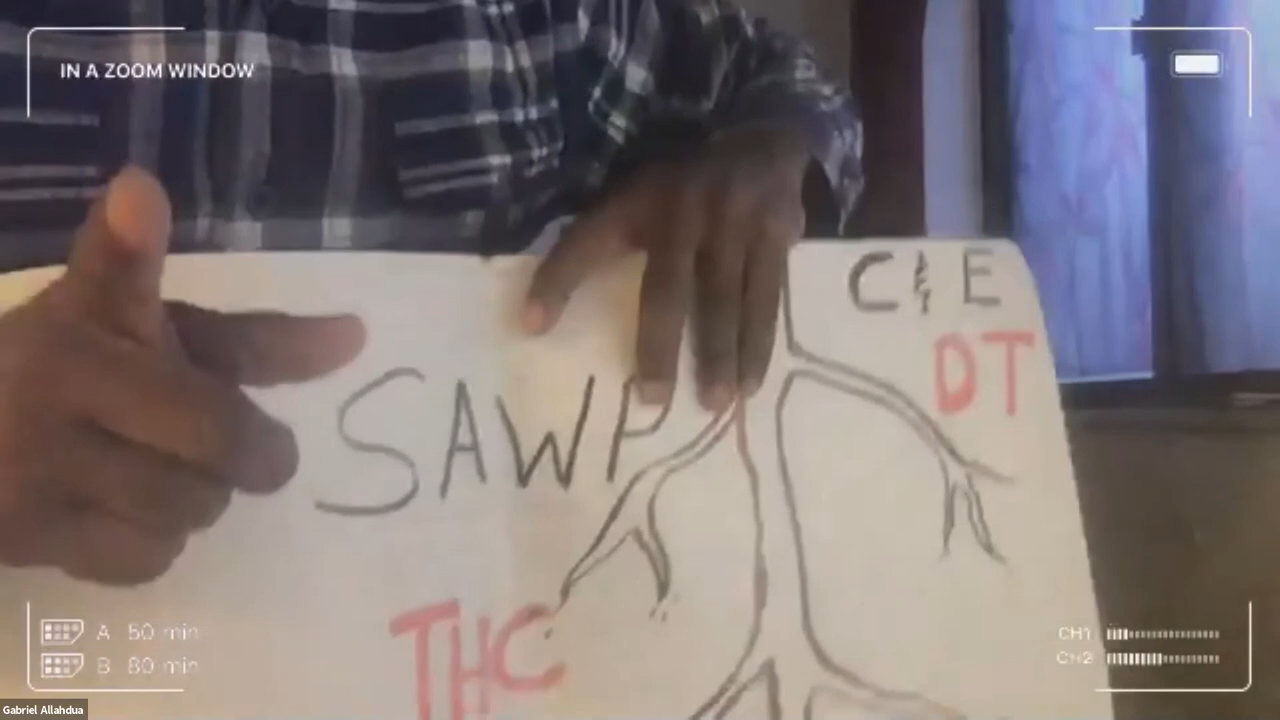 IN A ZOOM WINDOW
C & E
DT
SAWP
THC
A 50 min
B 80 min
CH1
CH2
Gabriel Allahdua